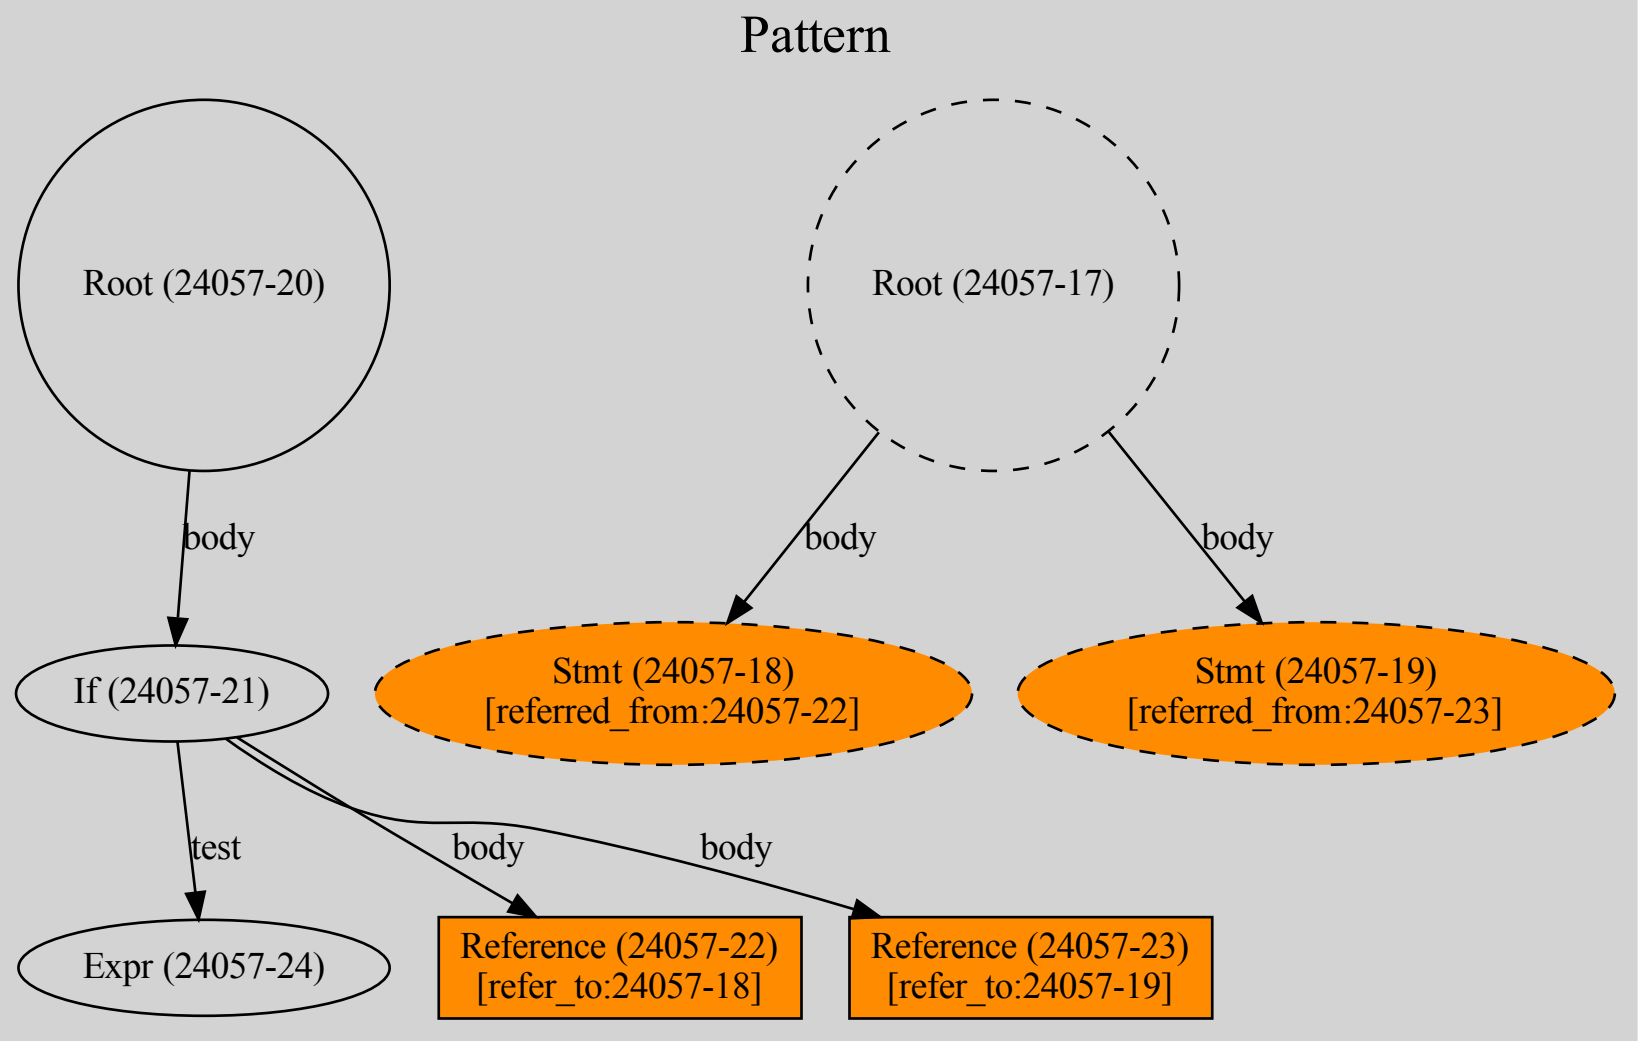 Pattern
Root (24057-20)
Root (24057-17)
body
body
body
If (24057-21)
Stmt (24057-18)
[referred_from:24057-22]
Stmt (24057-19)
[referred_from:24057-23]
test
body
body
Expr (24057-24)
Reference (24057-22)
[refer_to:24057-18]
Reference (24057-23)
[refer_to:24057-19]